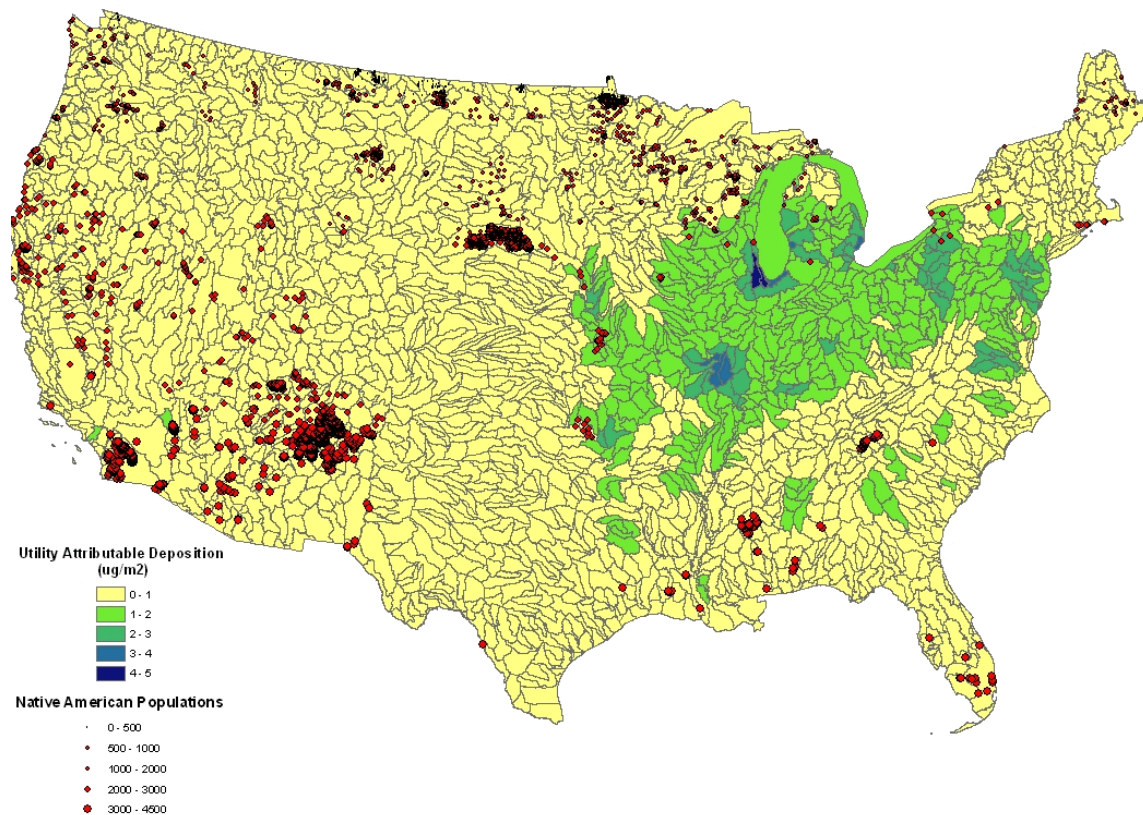 Utility Attributable Deposition
(ug/m2)
0 - 1
1 - 2
2 - 3
3 - 4
4 - 5
Native American Populations
0 - 500
500 - 1000
1000 - 2000
2000 - 3000
3000 - 4500